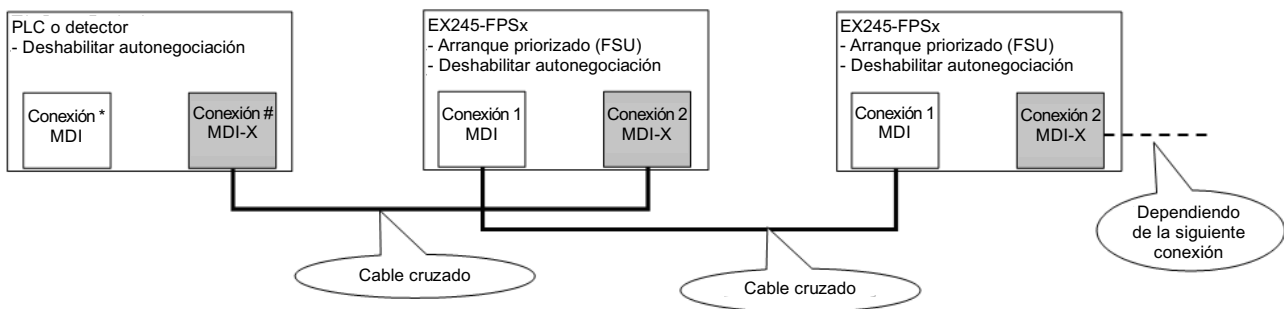 PLC o detector
- Deshabilitar autonegociación
Conexión *
MDI
Conexión #
MDI-X
EX245-FPSx
- Arranque priorizado (FSU)
- Deshabilitar autonegociación
Conexión 1
MDI
Conexión 2
MDI-X
EX245-FPSx
- Arranque priorizado (FSU)
- Deshabilitar autonegociación
Conexión 1
MDI
Conexión 2
MDI-X
Cable cruzado
Cable cruzado
Dependiendo
de la siguiente
conexión